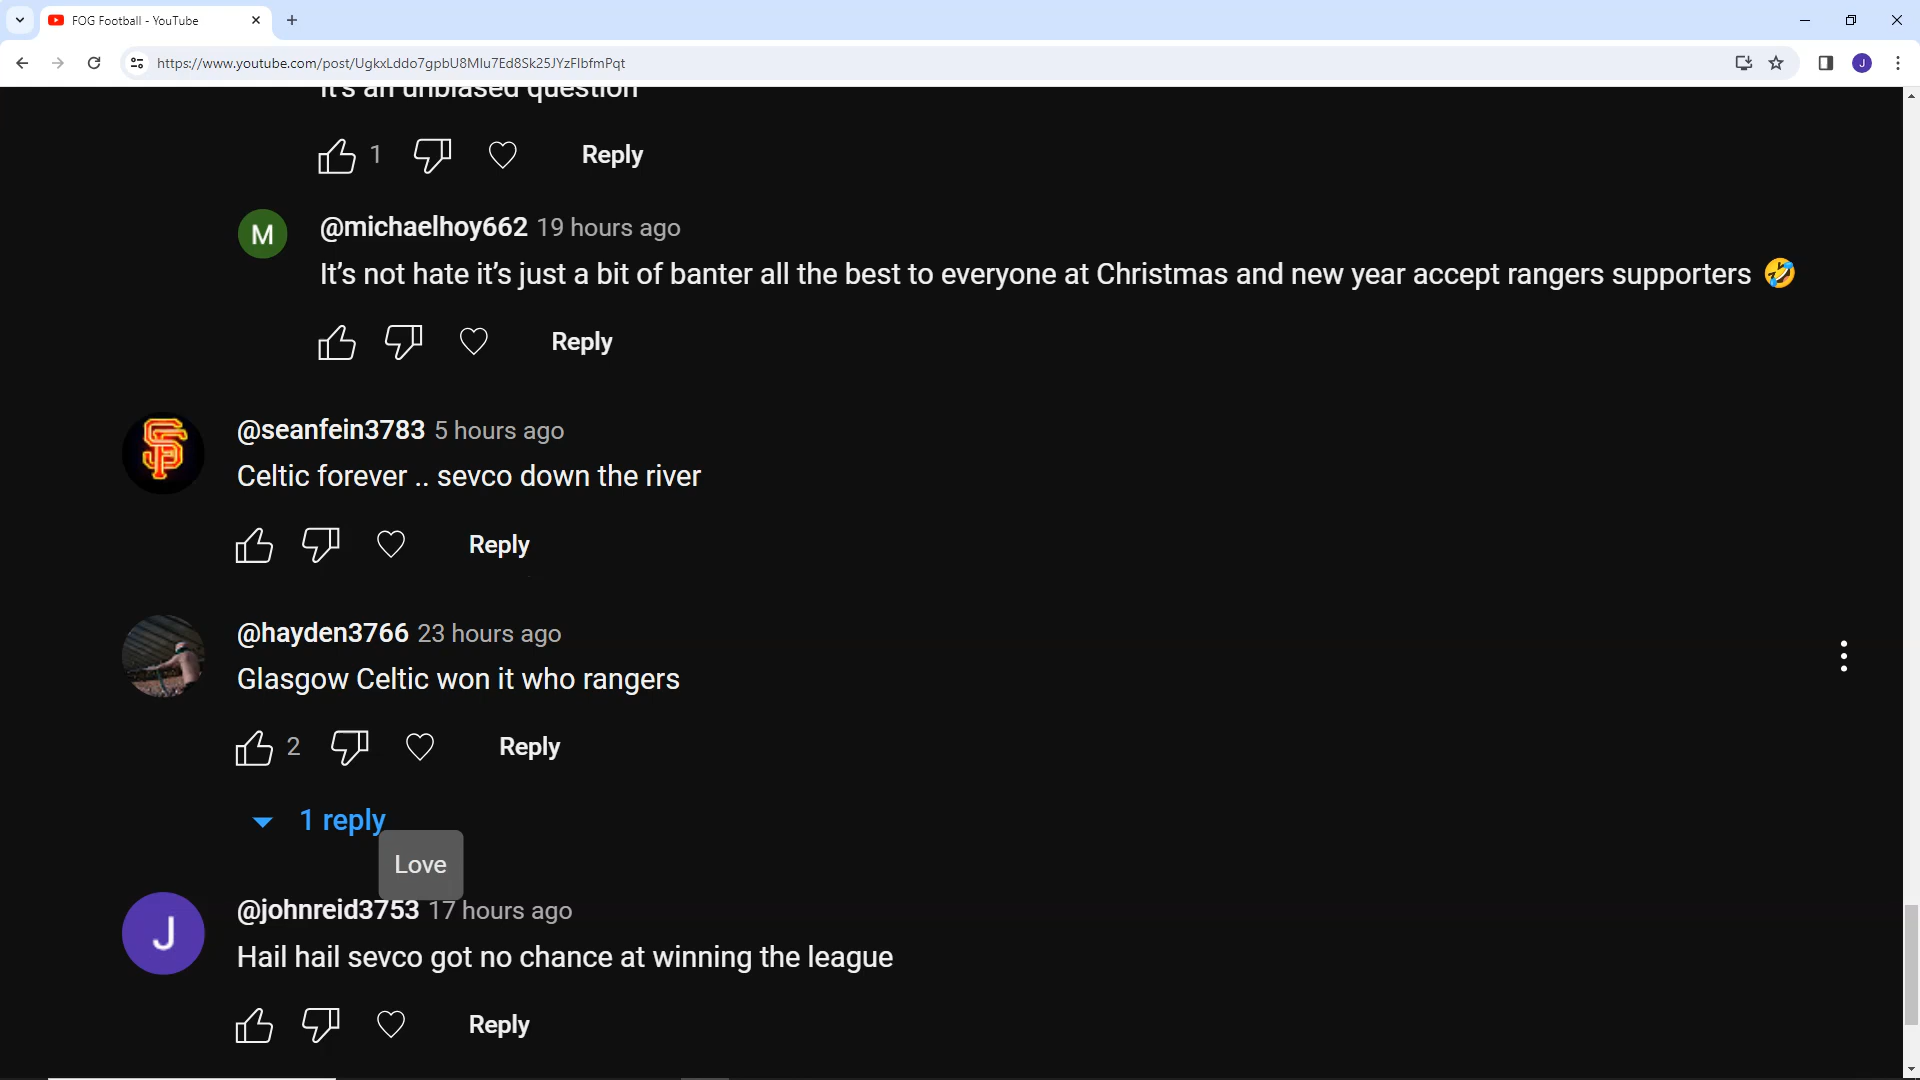 FOG Football - YouTube
https://www.youtube.com/post/UgkxLddo7gpbU8Mlu7Ed8Sk25JYzFlbfmPqt
J
It's an unbiased question
1
Reply
M
@michaelhoy662 19 hours ago
It’s not hate it’s just a bit of banter all the best to everyone at Christmas and new year accept rangers supporters 🤣
Reply
SF
@seanfein3783 5 hours ago
Celtic forever .. sevco down the river
Reply
@hayden3766 23 hours ago
Glasgow Celtic won it who rangers
2
Reply
1 reply
Love
J
@johnreid3753 17 hours ago
Hail hail sevco got no chance at winning the league
Reply